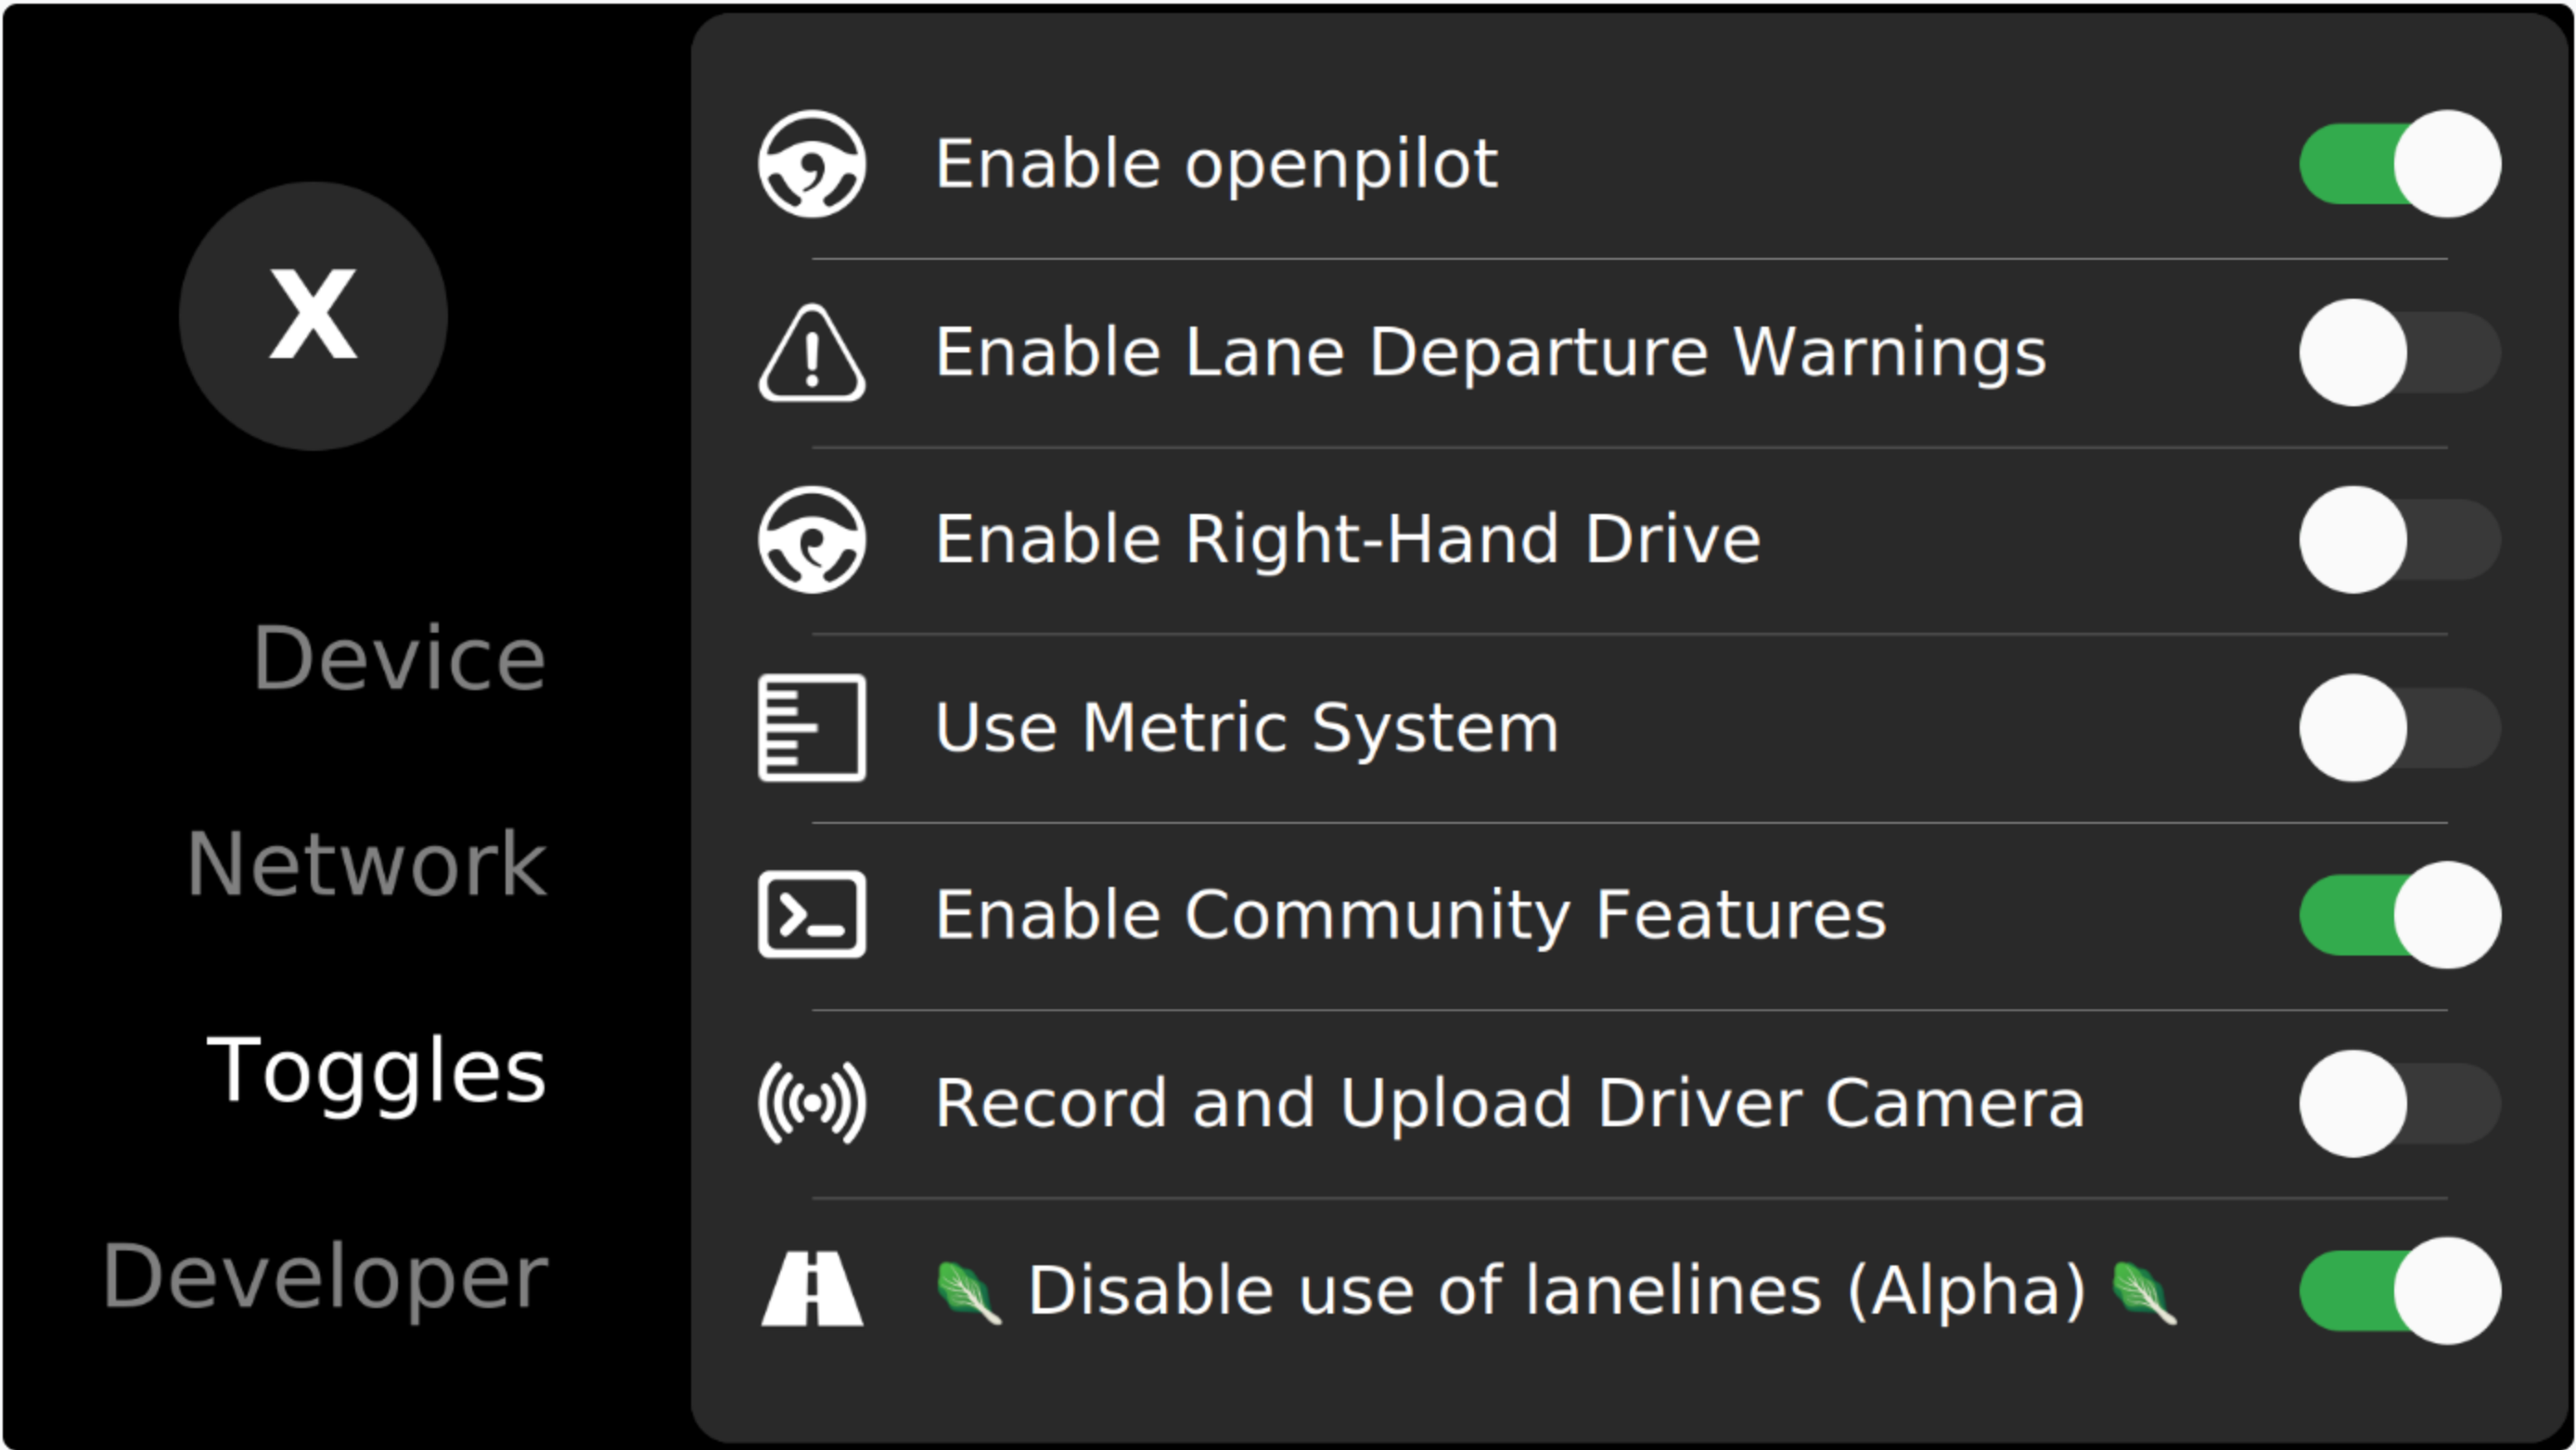 X
Device
Network
Toggles
Developer
Enable openpilot
Enable Lane Departure Warnings
Enable Right-Hand Drive
Use Metric System
Enable Community Features
Record and Upload Driver Camera
🥬 Disable use of lanelines (Alpha) 🥬